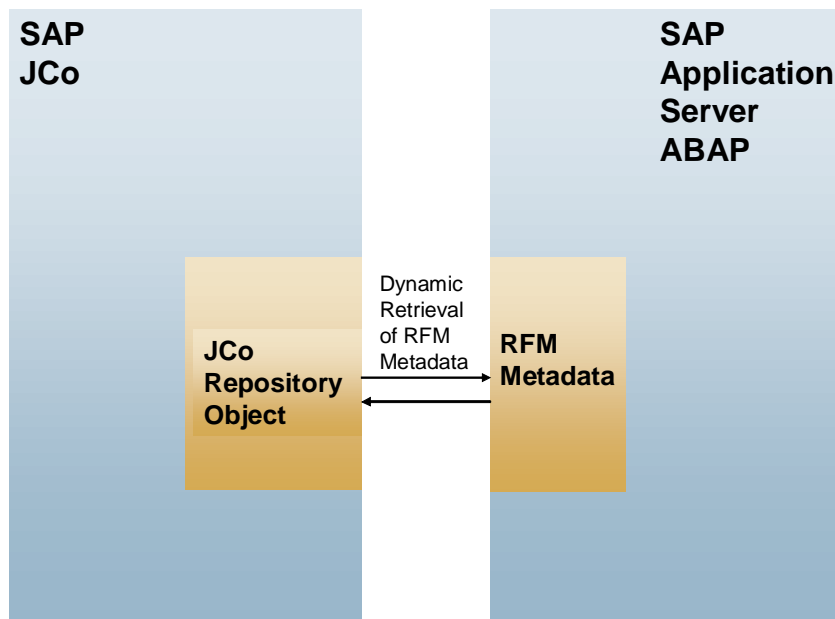 SAP
JCo
SAP
Application
Server
ABAP
Dynamic
Retrieval
of RFM
Metadata
JCo
Repository
Object
RFM
Metadata